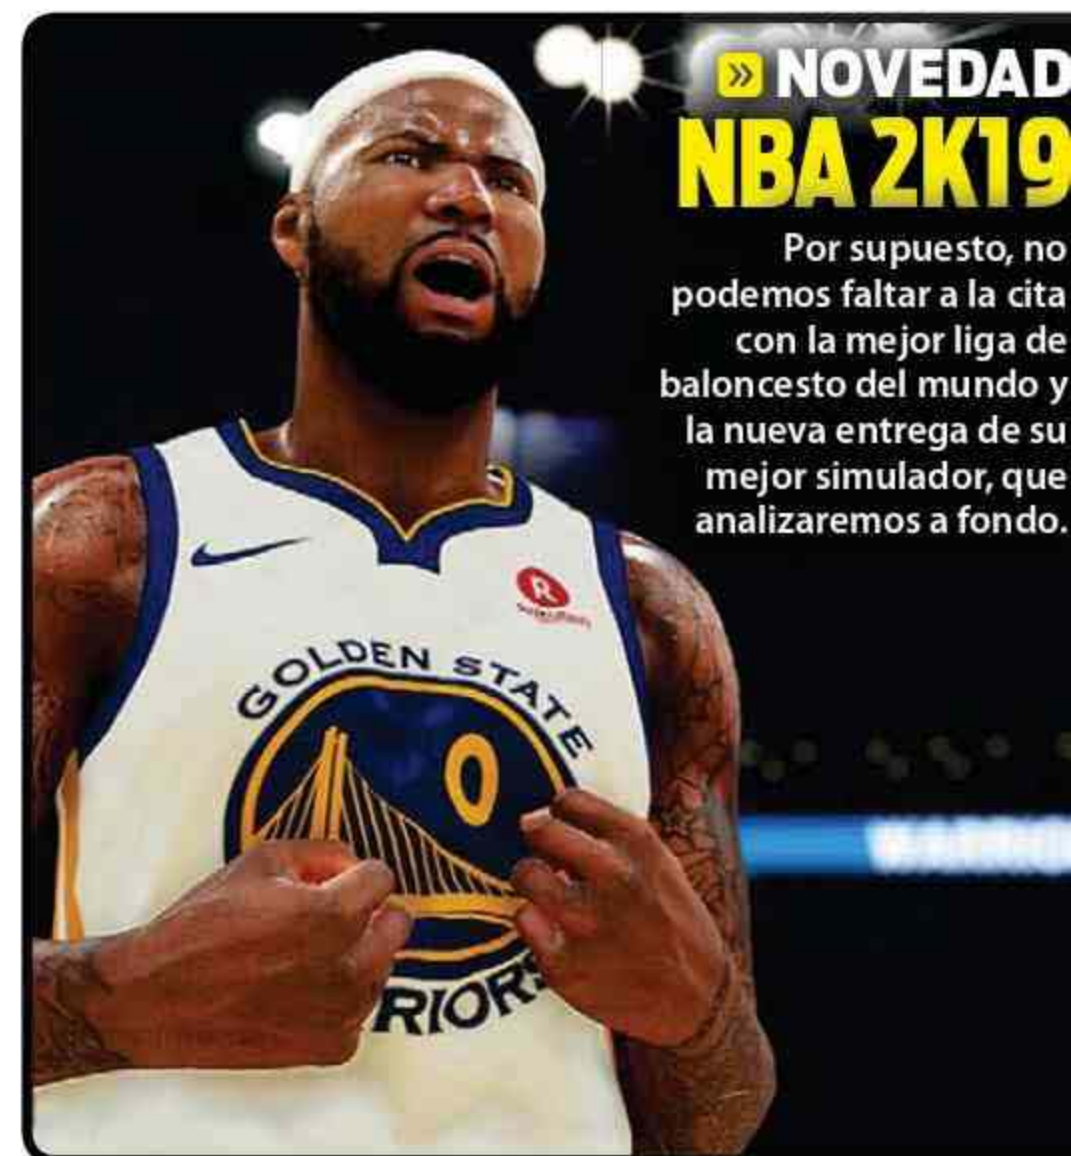 » NOVEDAD
NBA 2K19
Por supuesto, no
podemos faltar a la cita
con la mejor liga de
baloncesto del mundo y
la nueva entrega de su
mejor simulador, que
analizaremos a fondo.
R
GOLDEN STATE
0
RIORS